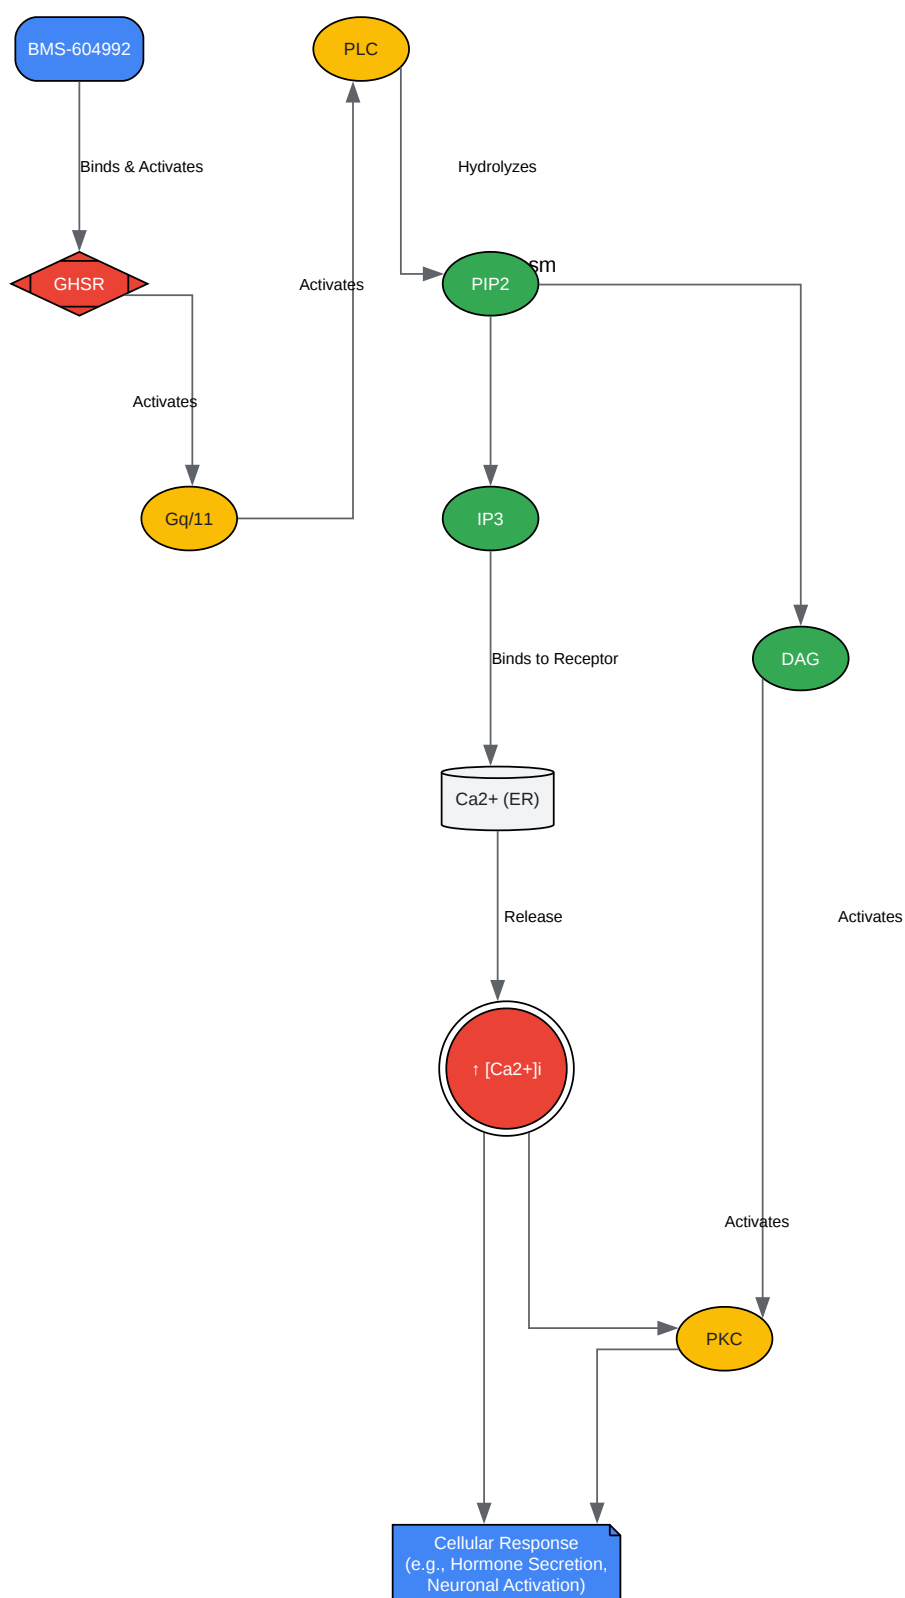 BMS-604992
PLC
Binds & Activates
Hydrolyzes
sm
GHSR
PIP2
Activates
Activates
Gq/11
IP3
Binds to Receptor
DAG
Ca2+ (ER)
Release
Activates
↑ [Ca2+]i
Activates
PKC
Cellular Response
(e.g., Hormone Secretion,
Neuronal Activation)